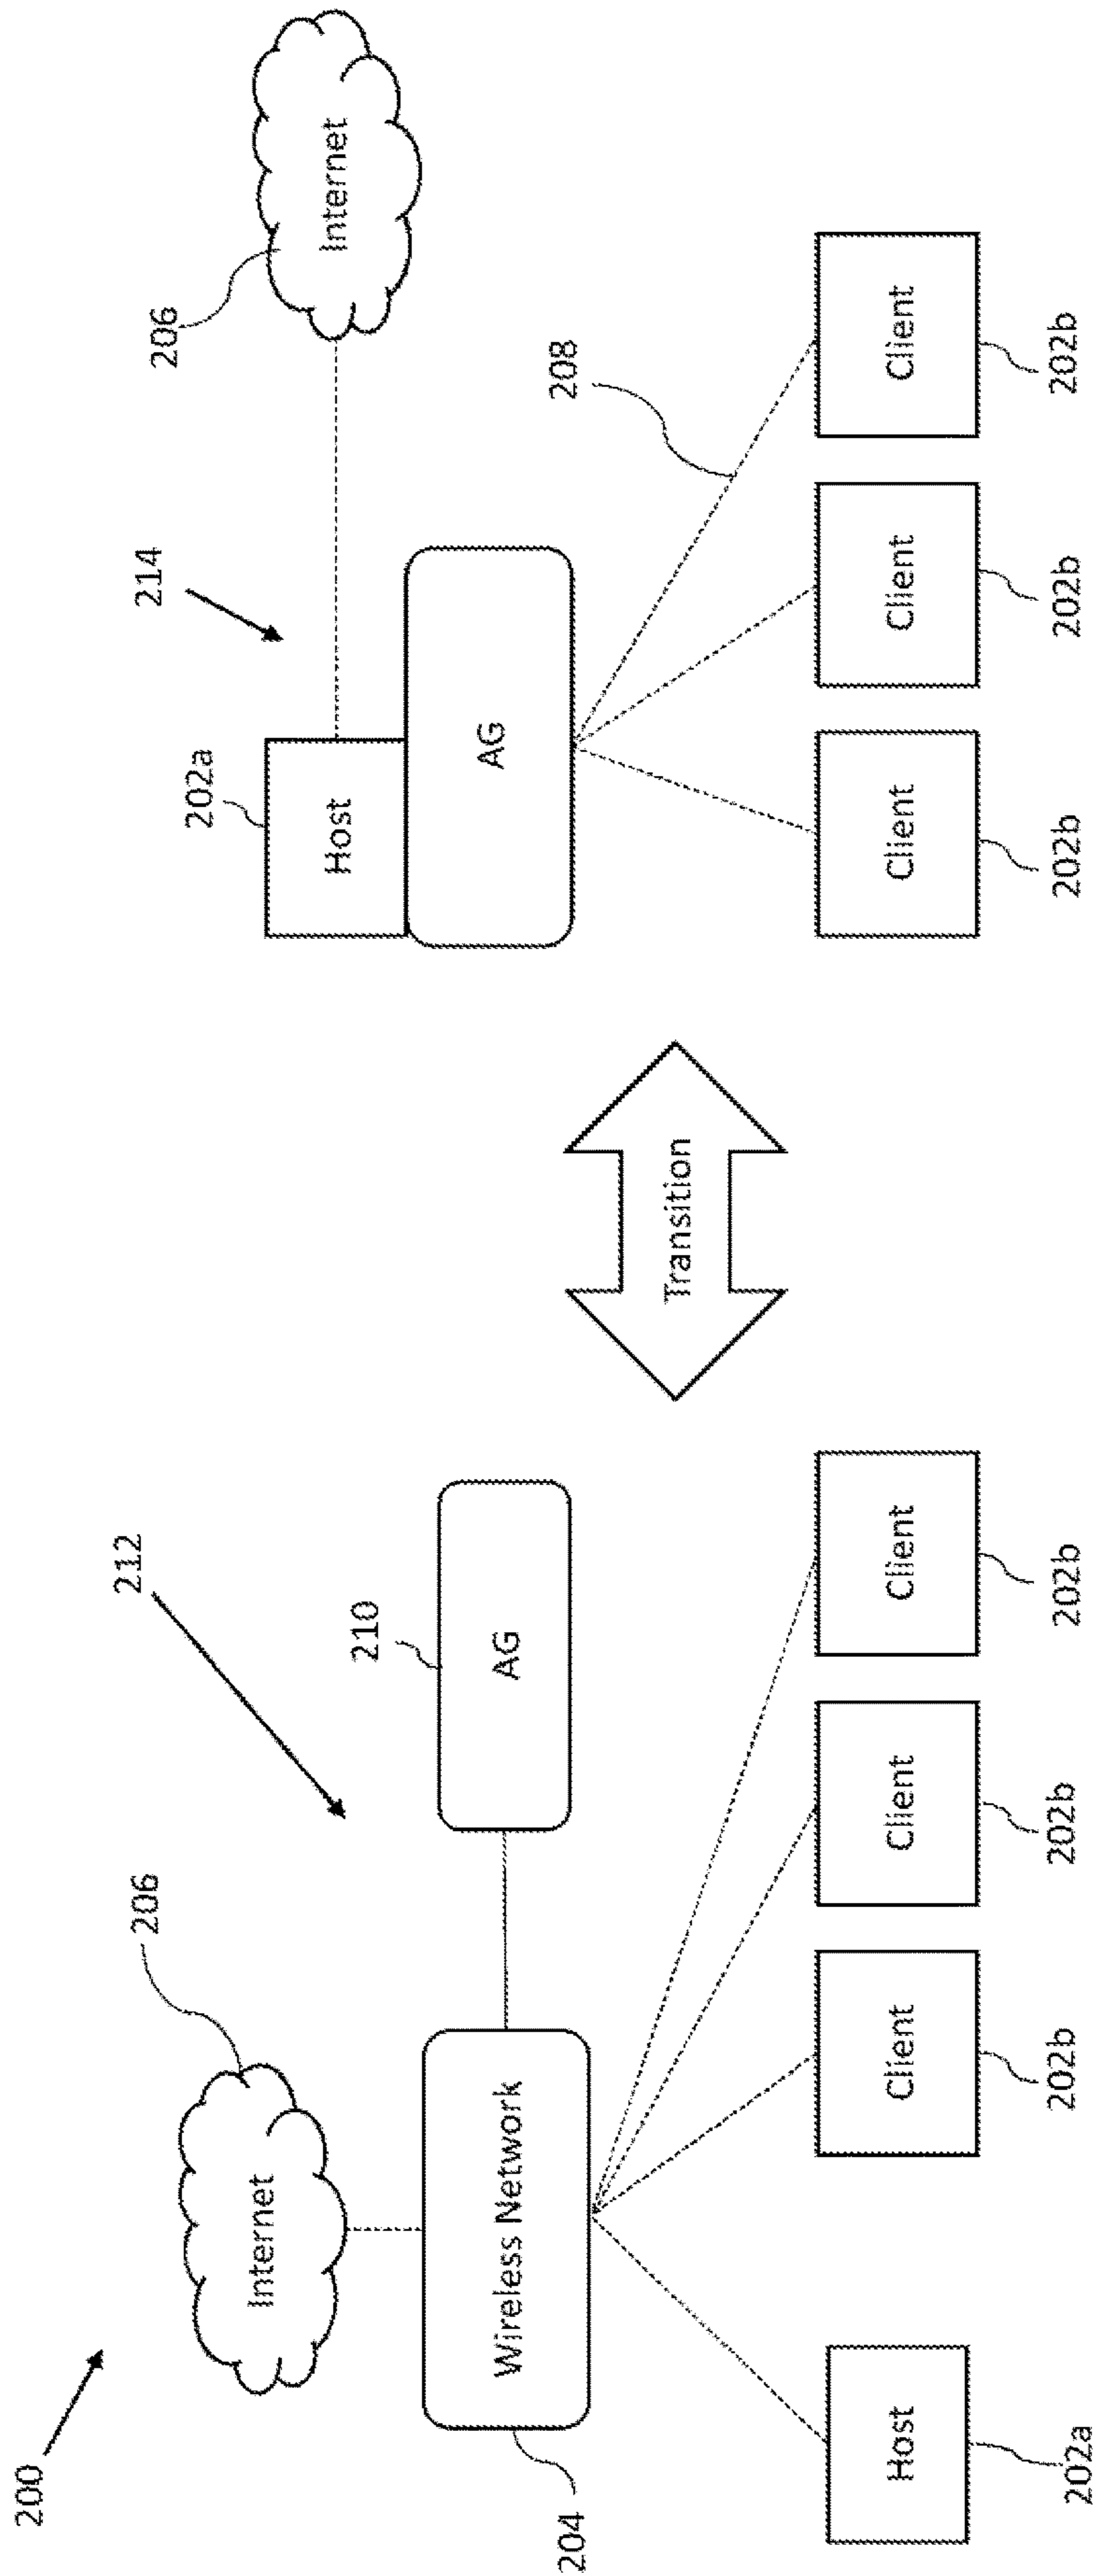 200
206
212
Internet
210
204
Wireless Network
AG
Host
Client
Client
Client
202a
202b
202b
202b
Transition
214
202a
206
Host
Internet
AG
208
Client
Client
Client
202b
202b
202b